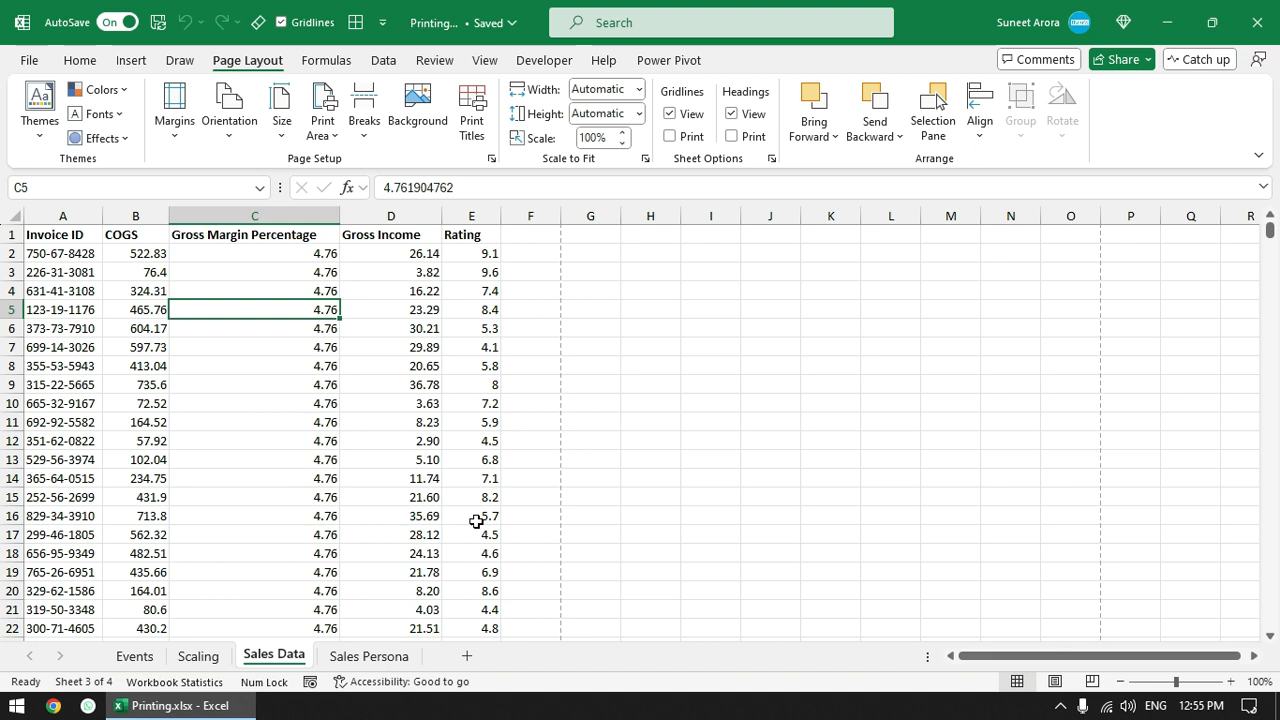 AutoSave On Gridlines Printing... • Saved Search Suneet Arora
File Home Insert Draw Page Layout Formulas Data Review View Developer Help Power Pivot Comments Share Catch up
Themes Colors Fonts Effects Margins Orientation Size Print Area Breaks Background Print Titles Width: Automatic Height: Automatic Scale: 100% Gridlines View Print Headings View Print Bring Forward Send Backward Selection Pane Align Group Rotate
Themes Page Setup Scale to Fit Sheet Options Arrange
C5 fx 4.761904762
A B C D E F G H I J K L M N O P Q R
1 Invoice ID COGS Gross Margin Percentage Gross Income Rating
2 750-67-8428 522.83 4.76 26.14 9.1
3 226-31-3081 76.4 4.76 3.82 9.6
4 631-41-3108 324.31 4.76 16.22 7.4
5 123-19-1176 465.76 4.76 23.29 8.4
6 373-73-7910 604.17 4.76 30.21 5.3
7 699-14-3026 597.73 4.76 29.89 4.1
8 355-53-5943 413.04 4.76 20.65 5.8
9 315-22-5665 735.6 4.76 36.78 8
10 665-32-9167 72.52 4.76 3.63 7.2
11 692-92-5582 164.52 4.76 8.23 5.9
12 351-62-0822 57.92 4.76 2.90 4.5
13 529-56-3974 102.04 4.76 5.10 6.8
14 365-64-0515 234.75 4.76 11.74 7.1
15 252-56-2699 431.9 4.76 21.60 8.2
16 829-34-3910 713.8 4.76 35.69 5.7
17 299-46-1805 562.32 4.76 28.12 4.5
18 656-95-9349 482.51 4.76 24.13 4.6
19 765-26-6951 435.66 4.76 21.78 6.9
20 329-62-1586 164.01 4.76 8.20 8.6
21 319-50-3348 80.6 4.76 4.03 4.4
22 300-71-4605 430.2 4.76 21.51 4.8
Events Scaling Sales Data Sales Persona
Ready Sheet 3 of 4 Workbook Statistics Num Lock Accessibility: Good to go 100%
Printing.xlsx - Excel ENG 12:55 PM